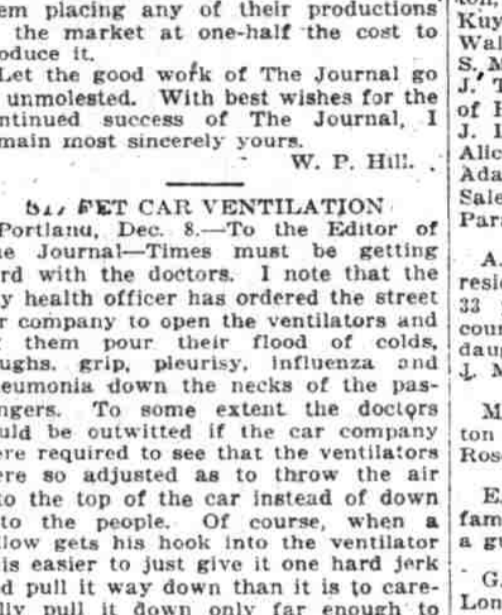 em placing any of their productions
the market at one-half the cost to
oduce it.
Let the good work of The Journal go
unmolested. With best wishes for the
ntinued success of The Journal, I
main most sincerely yours.
W. P. Hill.
CAR VENTILATION
Portland, Dec. 8.—To the Editor of
e Journal—Times must be getting
rd with the doctors. I note that the
y health officer has ordered the street
r company to open the ventilators and
them pour their flood of colds,
ughs, grip, pleurisy, influenza and
eumonia down the necks of the pas-
ngers. To some extent the doctors
uld be outwitted if the car company
ere required to see that the ventilators
ere so adjusted as to throw the air
to the top of the car instead of down
to the people. Of course, when a
llow gets his hook into the ventilator
is easier to just give it one hard jerk
d pull it way down than it is to care-
lly pull it down only far enough
Kuy
Wal
S. M
J. T
of
J. I
Alic
Ada
Sale
Par
A.
resi
33
cour
dau
J. M
M
ton
Rose
E
fam
a gu
G
Lou